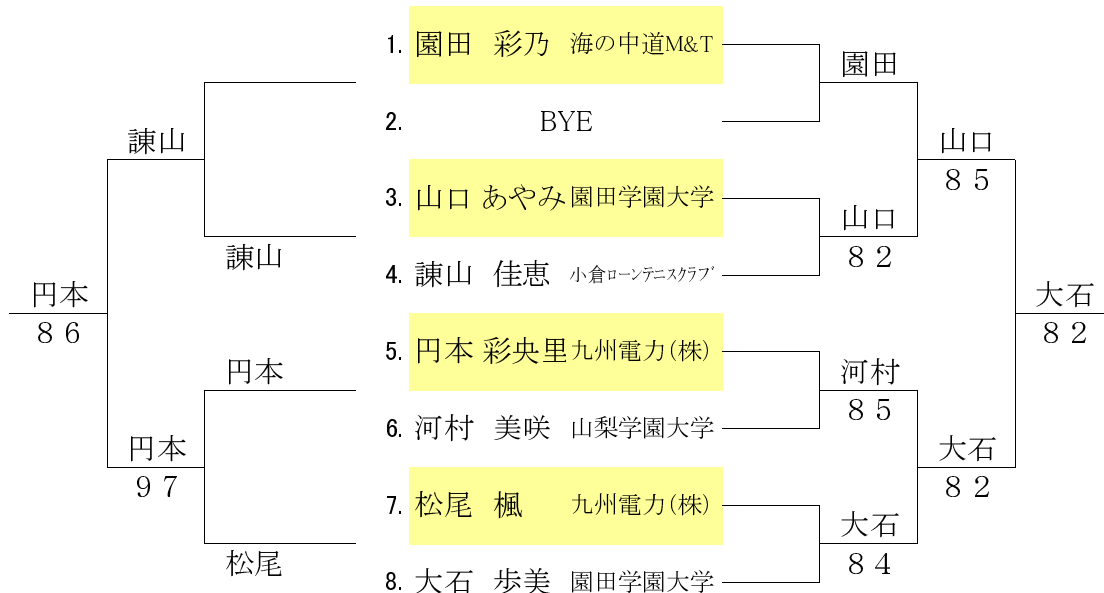 1. 園田 彩乃 海の中道M&T
園田
2. BYE
諫山
山口
８５
3. 山口 あやみ 園田学園大学
山口
８２
諫山
4. 諫山 佳恵 小倉ﾛｰﾝﾃﾆｽｸﾗﾌﾞ
円本
８６
大石
８２
5. 円本 彩央里 九州電力(株)
円本
河村
８５
6. 河村 美咲 山梨学園大学
円本
９７
大石
８２
7. 松尾 楓 九州電力(株)
大石
８４
松尾
8. 大石 歩美 園田学園大学